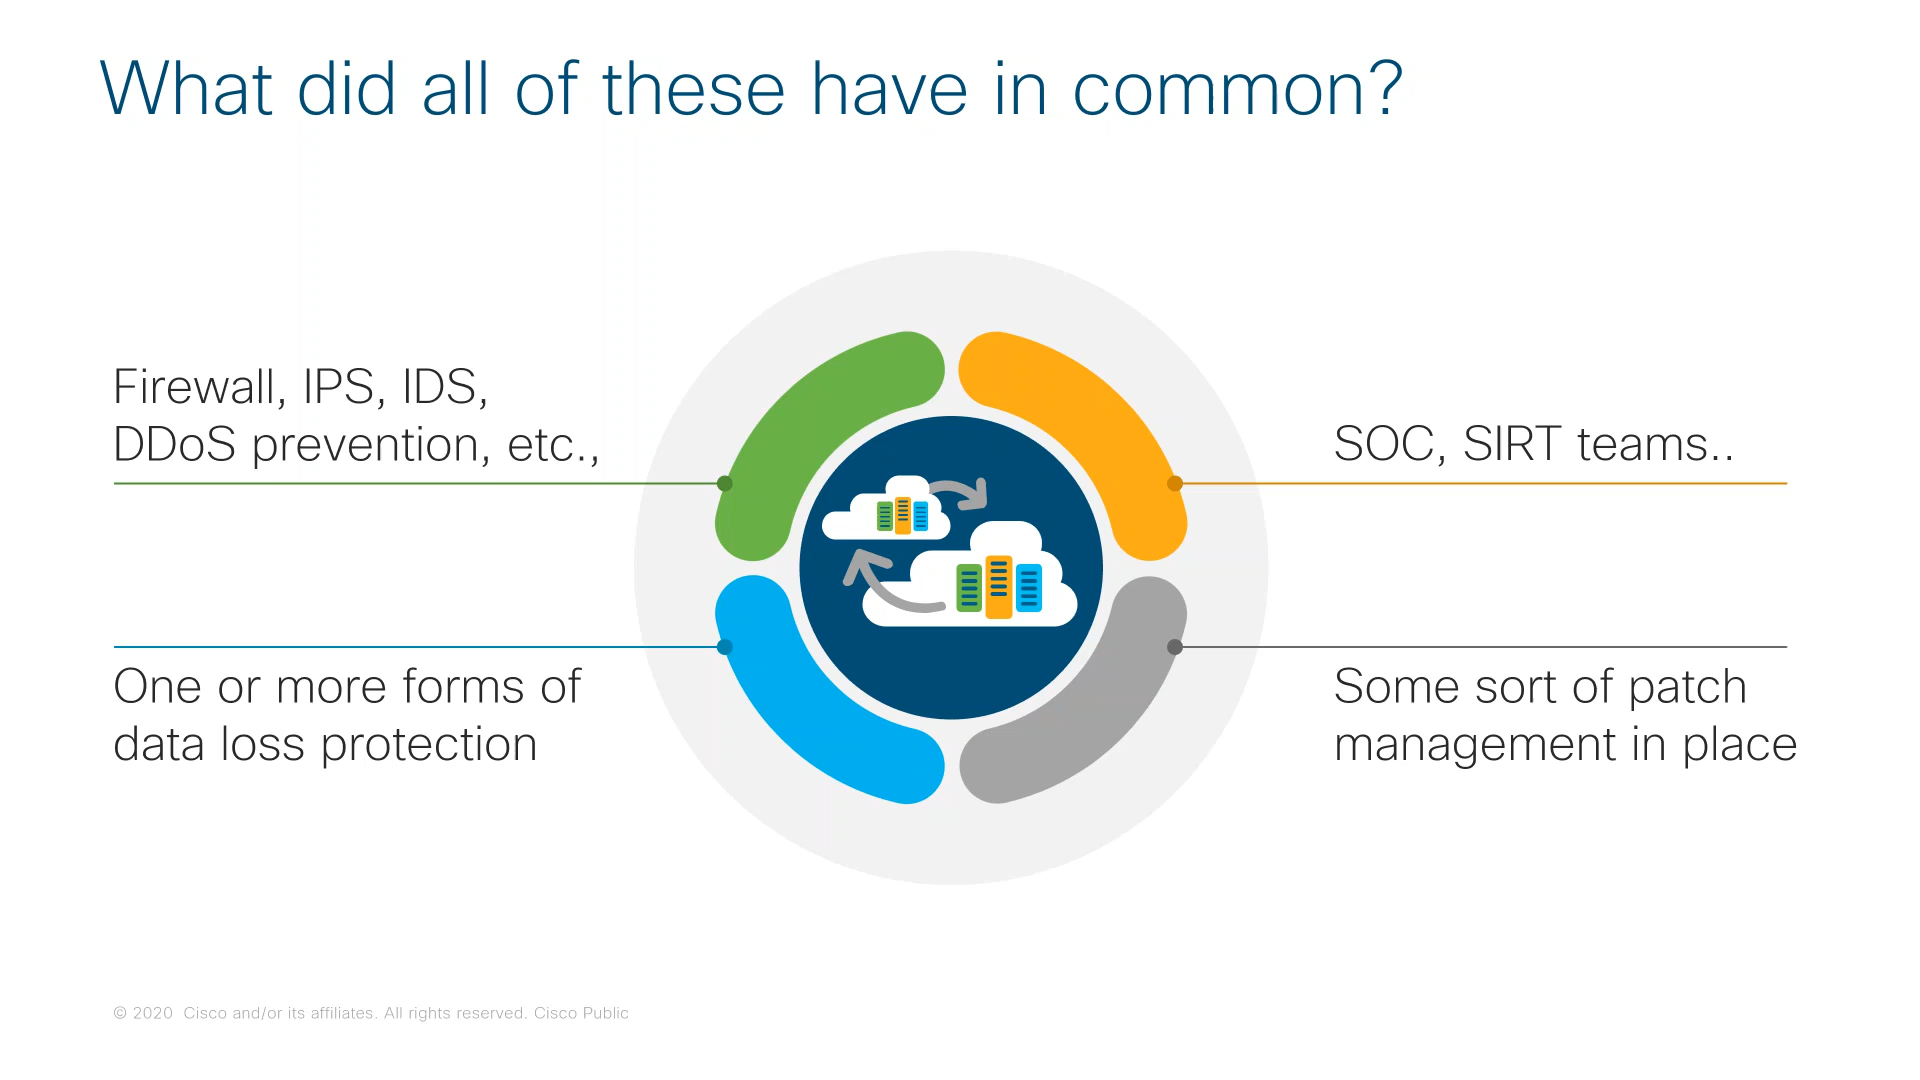 What did all of these have in common?
Firewall, IPS, IDS,
DDoS prevention, etc.,
SOC, SIRT teams..
One or more forms of
data loss protection
Some sort of patch
management in place
© 2020 Cisco and/or its affiliates. All rights reserved. Cisco Public